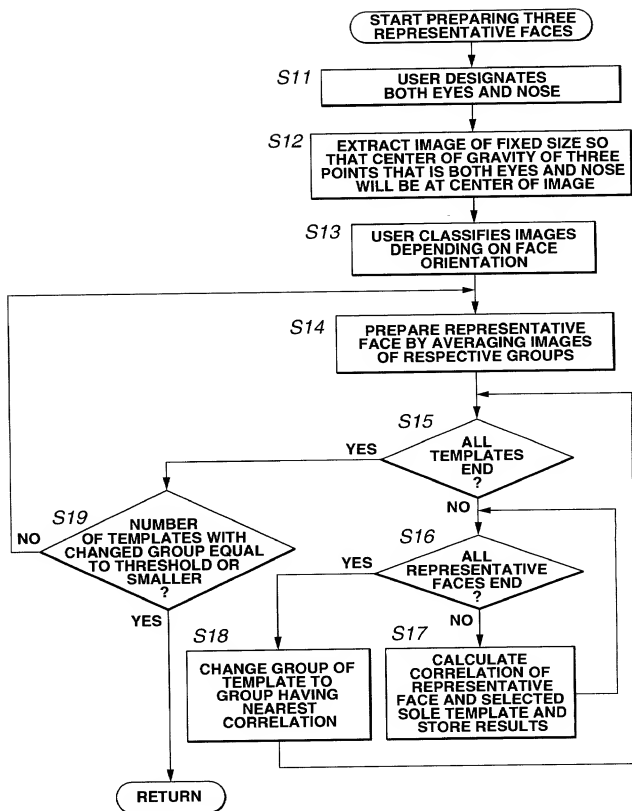 START PREPARING THREE
REPRESENTATIVE FACES
S11
USER DESIGNATES
BOTH EYES AND NOSE
S12
EXTRACT IMAGE OF FIXED SIZE SO
THAT CENTER OF GRAVITY OF THREE
POINTS THAT IS BOTH EYES AND NOSE
WILL BE AT CENTER OF IMAGE
S13
USER CLASSIFIES IMAGES
DEPENDING ON FACE
ORIENTATION
S14
PREPARE REPRESENTATIVE
FACE BY AVERAGING IMAGES
OF RESPECTIVE GROUPS
S15
YES
ALL
TEMPLATES
END
?
NO
S19
NO
NUMBER
OF TEMPLATES WITH
CHANGED GROUP EQUAL
TO THRESHOLD OR
SMALLER
?
YES
S16
YES
ALL
REPRESENTATIVE
FACES END
?
NO
S18
CHANGE GROUP OF
TEMPLATE TO
GROUP HAVING
NEAREST
CORRELATION
S17
CALCULATE
CORRELATION OF
REPRESENTATIVE
FACE AND SELECTED
SOLE TEMPLATE AND
STORE RESULTS
RETURN